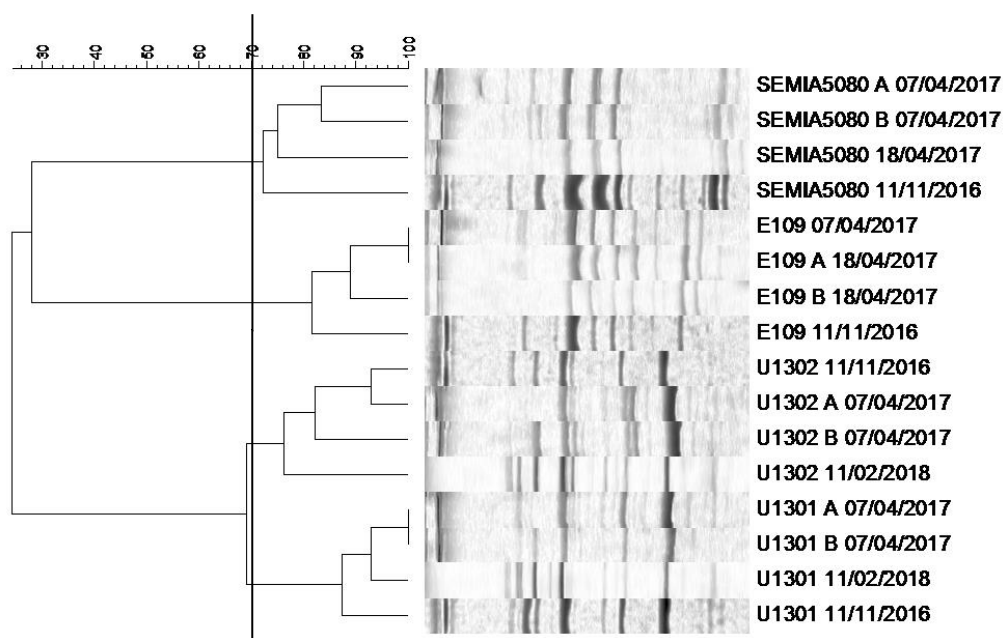 30 40 50 60 70 80 90 100
SEMIA5080 A 07/04/2017
SEMIA5080 B 07/04/2017
SEMIA5080 18/04/2017
SEMIA5080 11/11/2016
E109 07/04/2017
E109 A 18/04/2017
E109 B 18/04/2017
E109 11/11/2016
U1302 11/11/2016
U1302 A 07/04/2017
U1302 B 07/04/2017
U1302 11/02/2018
U1301 A 07/04/2017
U1301 B 07/04/2017
U1301 11/02/2018
U1301 11/11/2016